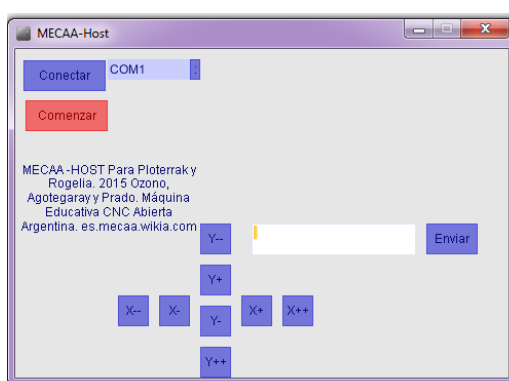 MECAA-Host
Conectar COM1 :
Comenzar
MECAA-HOST Para Ploterrak y
Rogelia. 2015 Ozono,
Agotegaray y Prado. Máquina
Educativa CNC Abierta
Argentina. es.mecaa.wikia.com
Y-- Enviar
Y+
X-- X- Y- X+ X++
Y++